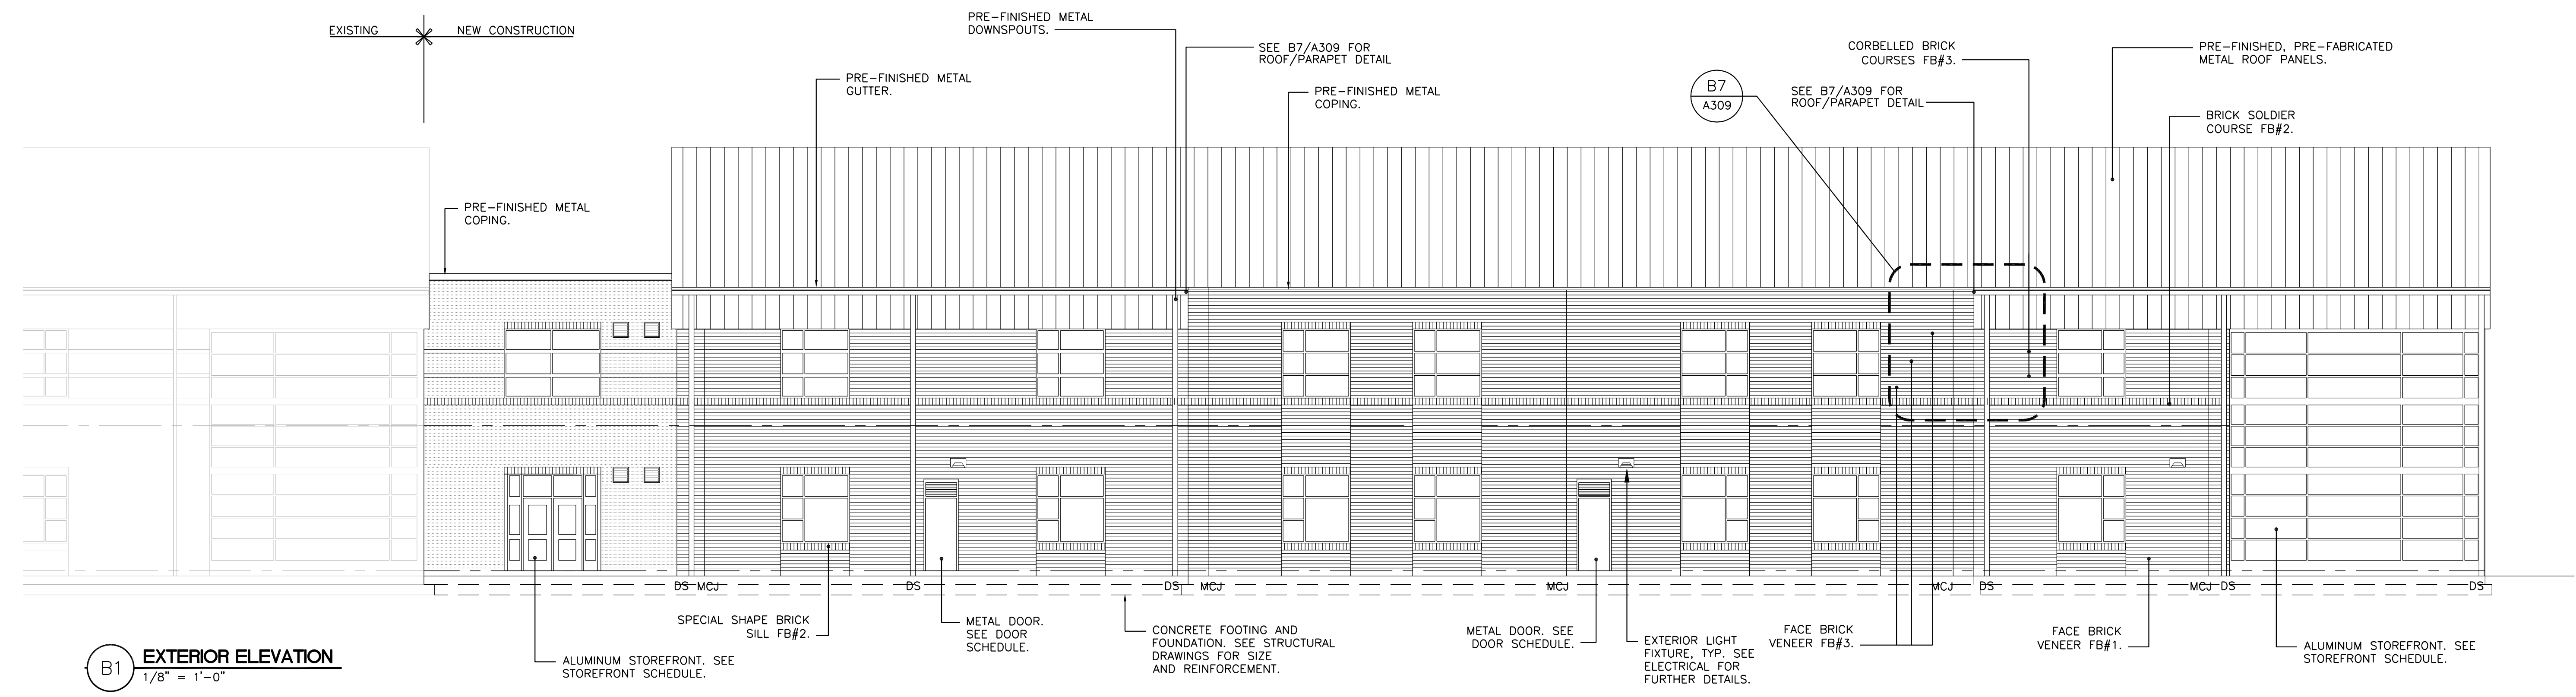 EXISTING
NEW CONSTRUCTION
PRE-FINISHED METAL
DOWNSPOUTS.
SEE B7/A309 FOR
ROOF/PARAPET DETAIL
PRE-FINISHED METAL
GUTTER.
PRE-FINISHED METAL
COPING.
B7
A309
SEE B7/A309 FOR
ROOF/PARAPET DETAIL
CORBELLED BRICK
COURSES FB#3.
PRE-FINISHED, PRE-FABRICATED
METAL ROOF PANELS.
BRICK SOLDIER
COURSE FB#2.
PRE-FINISHED METAL
COPING.
DS
MCJ
DS
DS
MCJ
MCJ
MCJ
DS
MCJ
DS
DS
SPECIAL SHAPE BRICK
SILL FB#2.
METAL DOOR.
SEE DOOR
SCHEDULE.
CONCRETE FOOTING AND
FOUNDATION. SEE STRUCTURAL
DRAWINGS FOR SIZE
AND REINFORCEMENT.
METAL DOOR. SEE
DOOR SCHEDULE.
EXTERIOR LIGHT
FIXTURE, TYP. SEE
ELECTRICAL FOR
FURTHER DETAILS.
FACE BRICK
VENEER FB#3.
FACE BRICK
VENEER FB#1.
ALUMINUM STOREFRONT. SEE
STOREFRONT SCHEDULE.
ALUMINUM STOREFRONT. SEE
STOREFRONT SCHEDULE.
B1
EXTERIOR ELEVATION
1/8" = 1'-0"